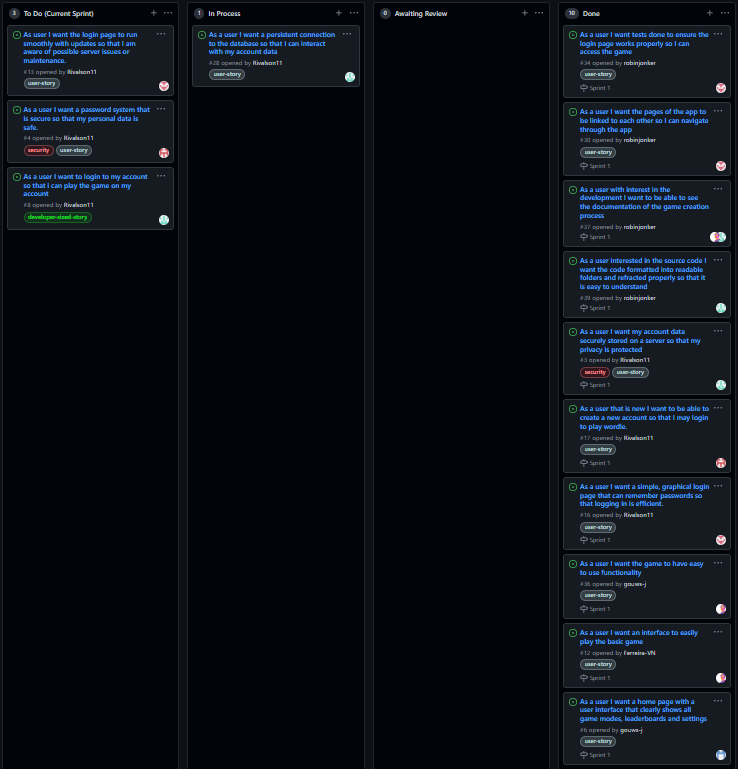 3 To Do (Current Sprint)
As user I want the login page to run
smoothly with updates so that I am
aware of possible server issues or
maintenance.
#13 opened by Rivalson11
user-story
As a user I want a password system that
is secure so that my personal data is
safe.
#4 opened by Rivalson11
security user-story
As a user I want to login to my account
so that I can play the game on my
account
#8 opened by Rivalson11
developer-sized-story
1 In Process
As a user I want a persistent connection
to the database so that I can interact
with my account data
#28 opened by Rivalson11
user-story
0 Awaiting Review
10 Done
As a user I want tests done to ensure the
login page works properly so I can
access the game
#34 opened by robinjonker
user-story
Sprint 1
As a user I want the pages of the app to
be linked to each other so I can navigate
through the app
#38 opened by robinjonker
user-story
Sprint 1
As a user with interest in the
development I want to be able to see
the documentation of the game creation
process
#37 opened by robinjonker
Sprint 1
As a user interested in the source code I
want the code formatted into readable
folders and refracted properly so that it
is easy to understand
#39 opened by robinjonker
Sprint 1
As a user I want my account data
securely stored on a server so that my
privacy is protected
#3 opened by Rivalson11
security user-story
Sprint 1
As a user that is new I want to be able to
create a new account so that I may login
to play wordle.
#17 opened by Rivalson11
user-story
Sprint 1
As a user I want a simple, graphical login
page that can remember passwords so
that logging in is efficient.
#16 opened by Rivalson11
user-story
Sprint 1
As a user I want the game to have easy
to use functionality
#36 opened by gouws-j
user-story
Sprint 1
As a user I want an interface to easily
play the basic game
#12 opened by Ferreira-VN
user-story
Sprint 1
As a user I want a home page with a
user interface that clearly shows all
game modes, leaderboards and settings
#6 opened by gouws-j
user-story
Sprint 1